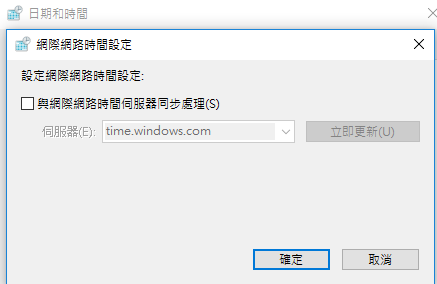 日期和時間
網際網路時間設定
設定網際網路時間設定:
與網際網路時間伺服器同步處理(S)
伺服器(E): time.windows.com 立即更新(U)
確定 取消